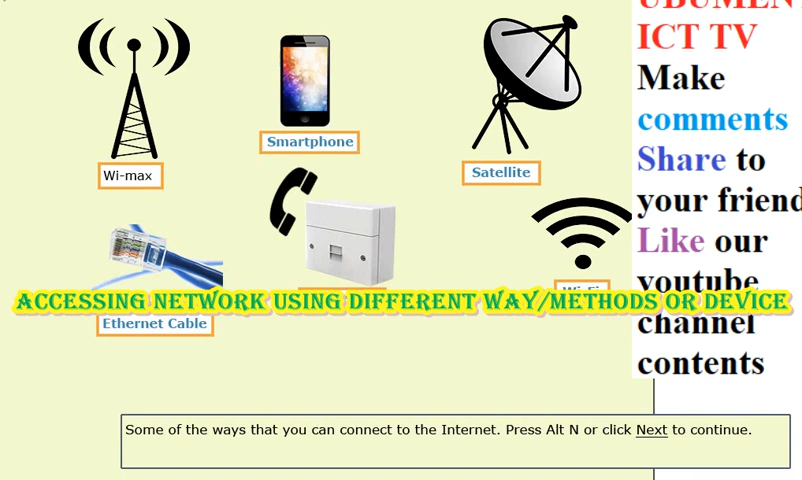 ICT TV
Make
comments
Share to
your friend
Like our
youtube
channel
contents
Smartphone
Wi-max
Satellite
ACCESSING NETWORK USING DIFFERENT WAY/METHODS OR DEVICE
Ethernet Cable
Some of the ways that you can connect to the Internet. Press Alt N or click Next to continue.